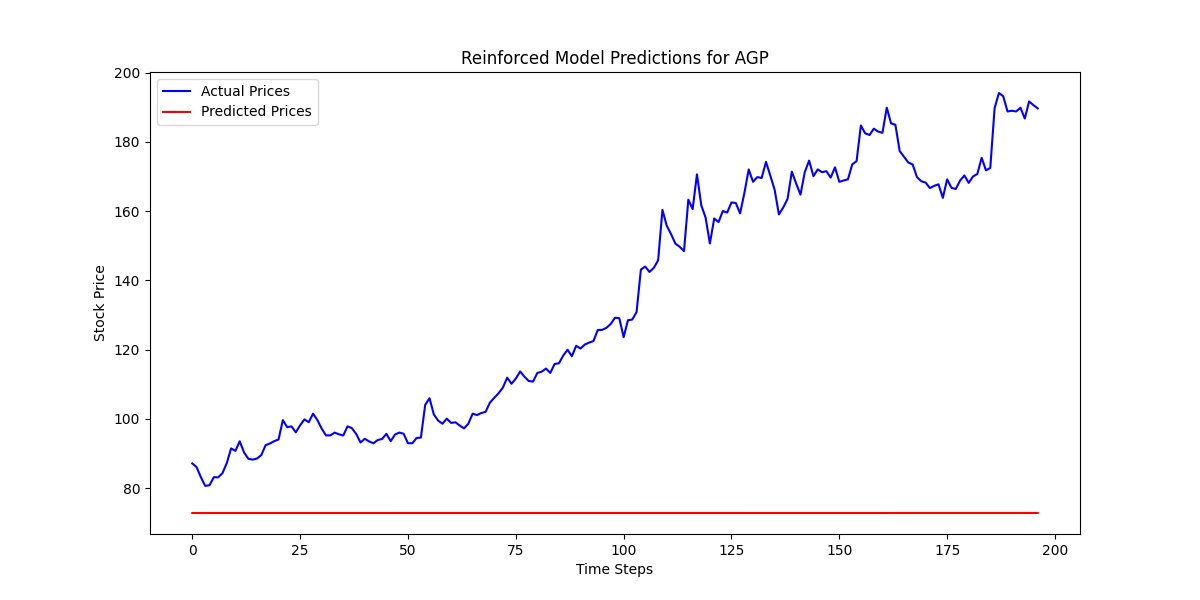 Reinforced Model Predictions for AGP
Actual Prices
Predicted Prices
Stock Price
200
180
160
140
120
100
80
0 25 50 75 100 125 150 175 200
Time Steps